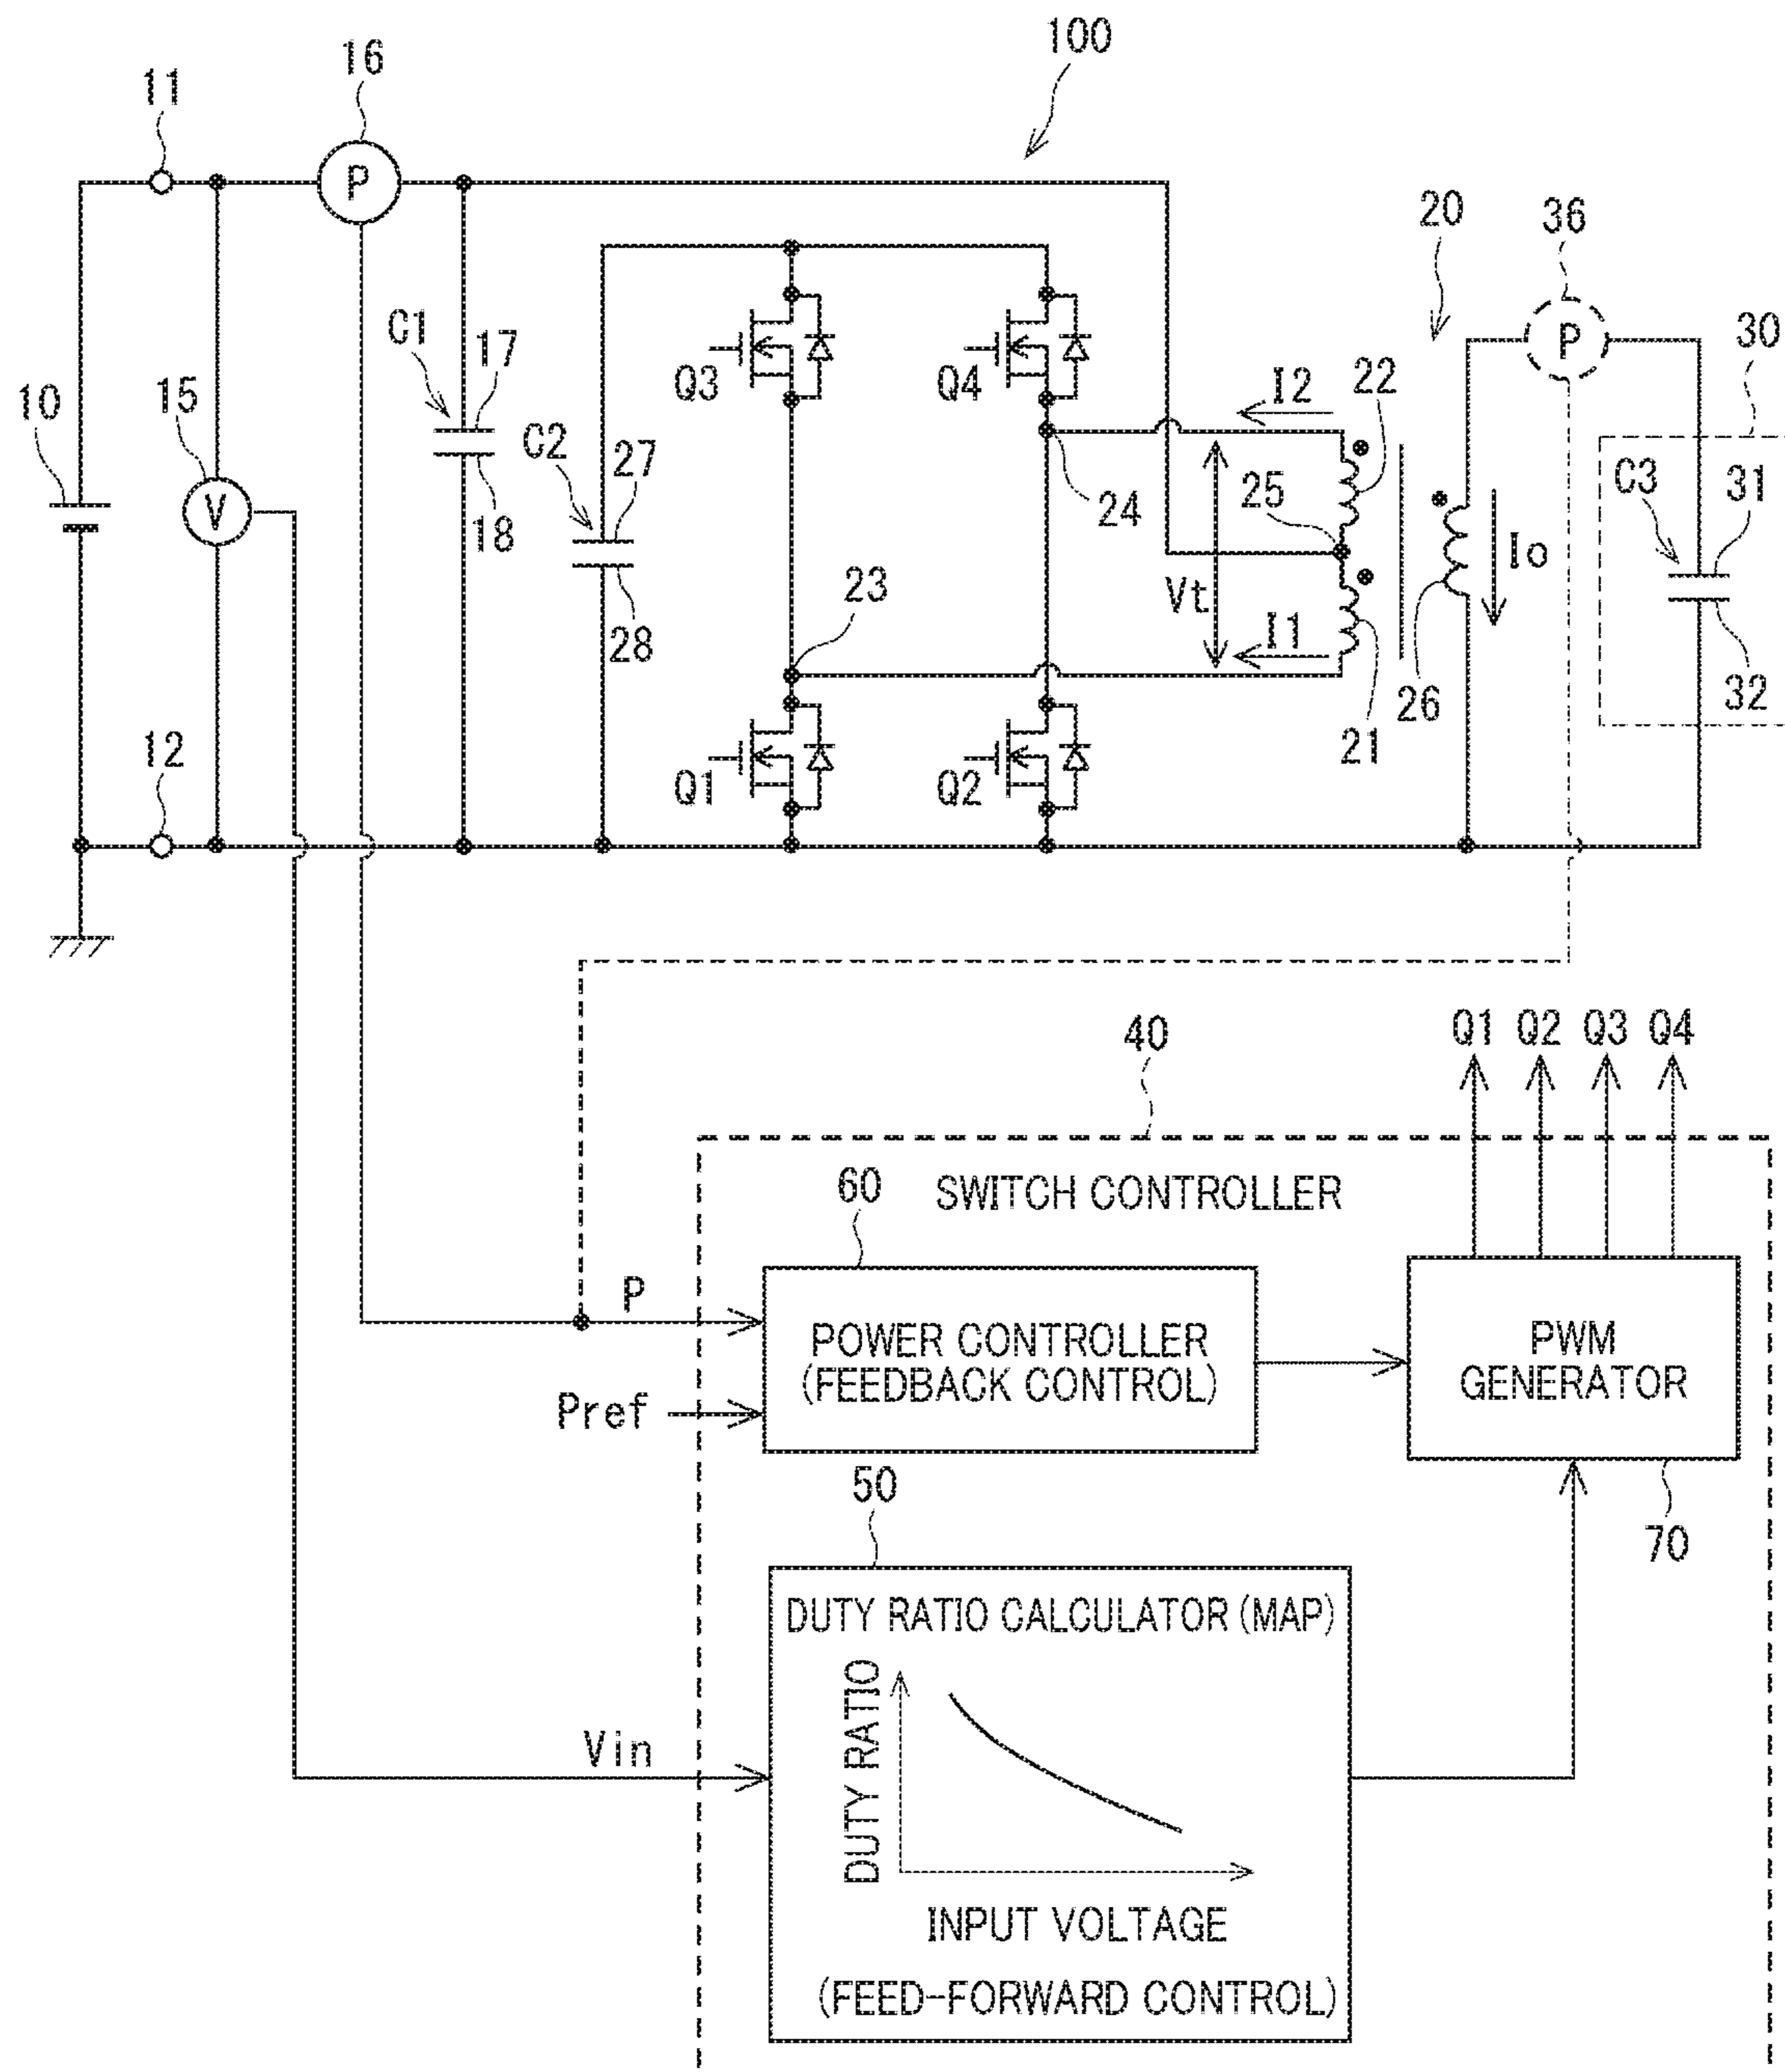 100
16
11
P
20
36
P
30
C1
17
Q3
Q4
I2
22
10
15
C2
27
V
18
24
25
C3
31
Io
23
Vt
28
I1
26
32
21
12
Q1
Q2
40
Q1 Q2 Q3 Q4
60
SWITCH CONTROLLER
P
POWER CONTROLLER
(FEEDBACK CONTROL)
PWM
GENERATOR
Pref
50
70
DUTY RATIO CALCULATOR (MAP)
DUTY RATIO
Vin
INPUT VOLTAGE
(FEED-FORWARD CONTROL)